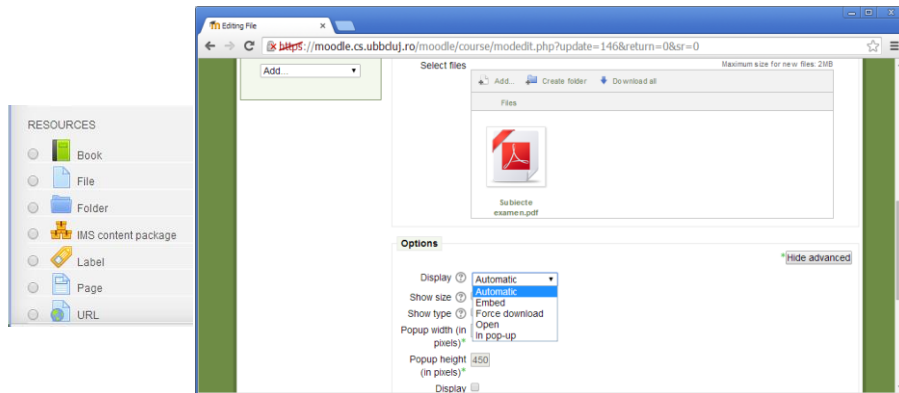 RESOURCES
Book
File
Folder
IMS content package
Label
Page
URL
Editing File
https://moodle.cs.ubbcluj.ro/moodle/course/modedit.php?update=146&return=0&sr=0
Add...
Select files
Maximum size for new files: 2MB
Add... Create folder Download all
Files
Subiecte
examen.pdf
Options
*Hide advanced
Display Automatic
Automatic
Embed
Force download
Open
In pop-up
Show size
Show type
Popup width (in
pixels)*
Popup height 450
(in pixels)*
Display